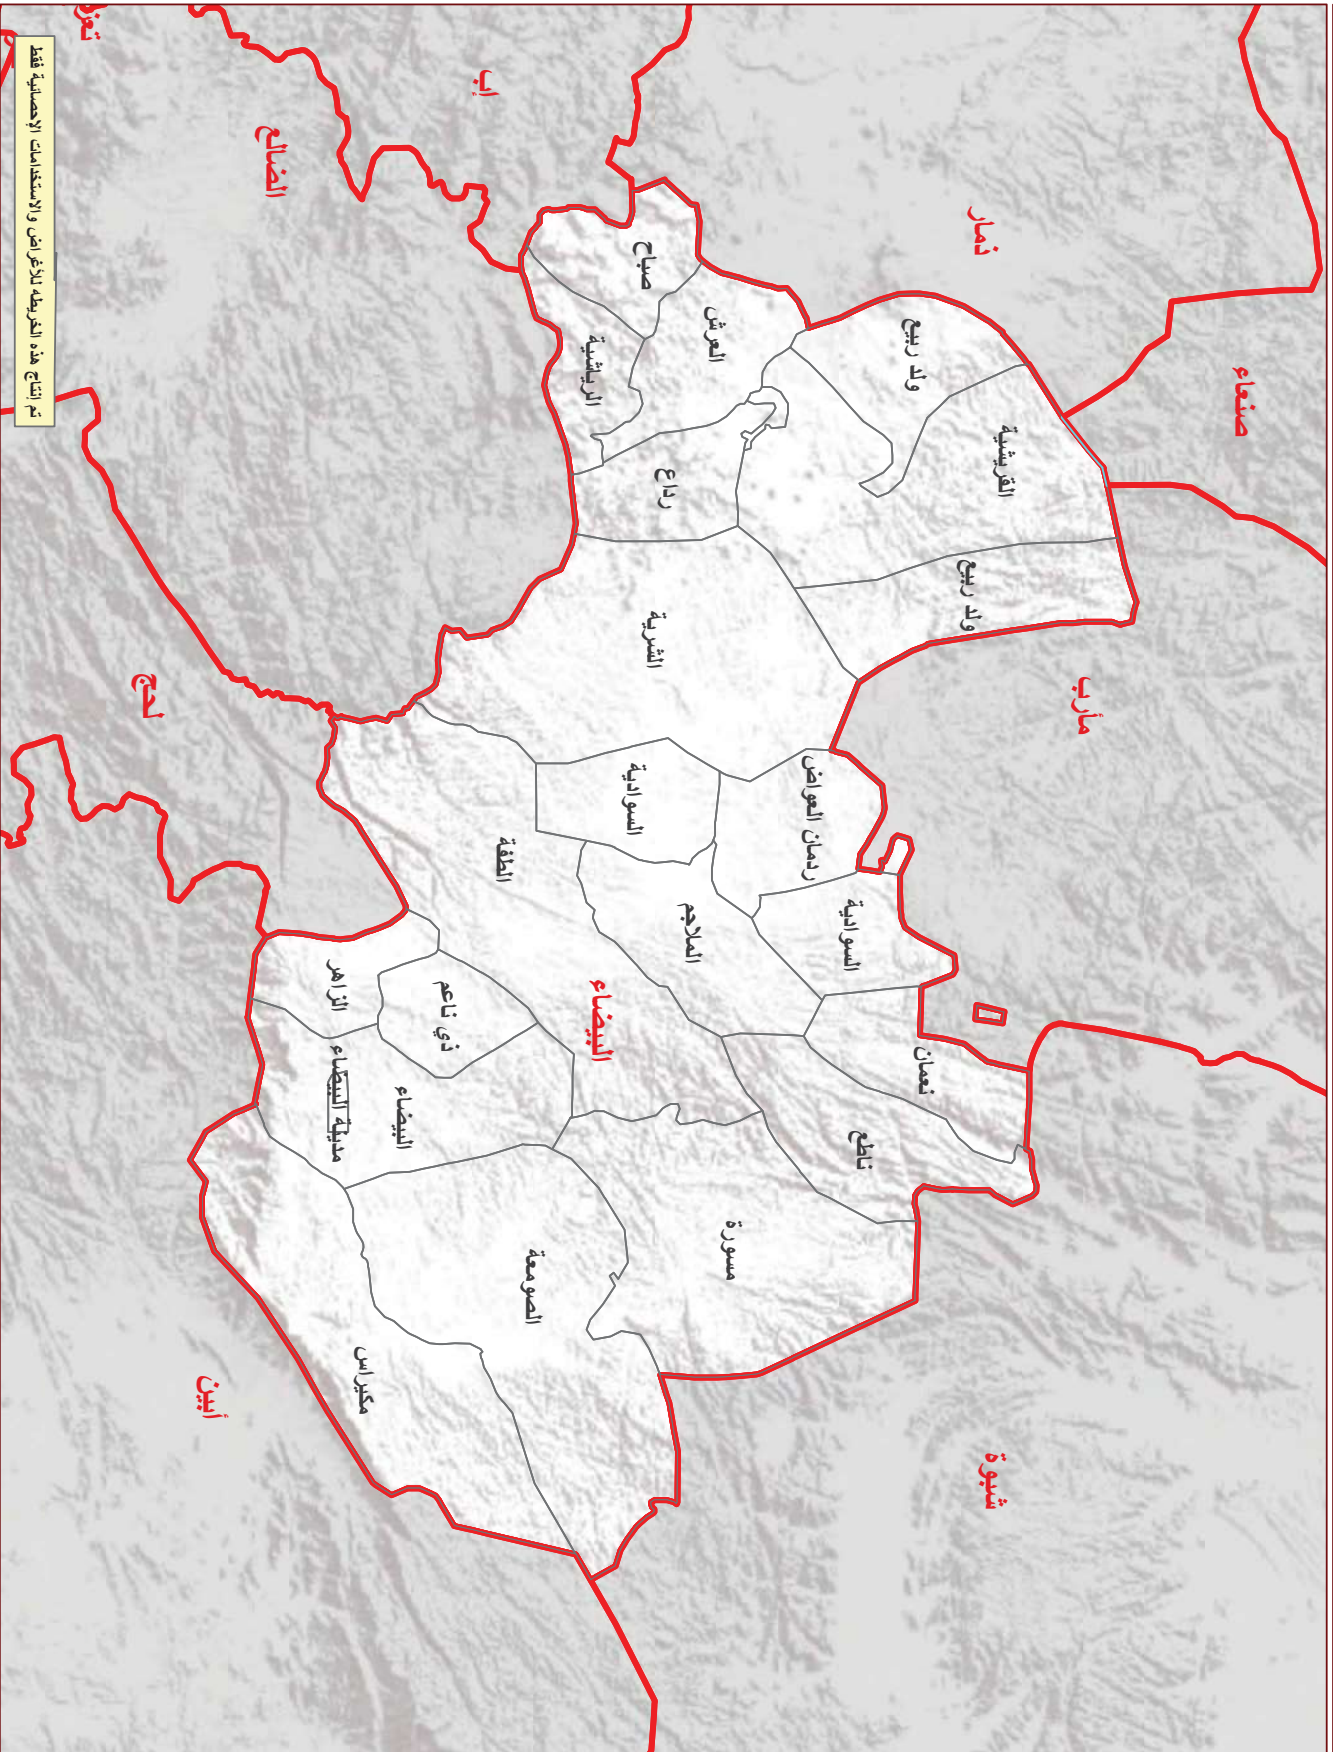 صنعاء
ذمار
مأرب
شبوة
إب
تعز
الضالع
لحج
أبين
البيضاء
القريشية
ولد ربيع
ولد ربيع
العرش
صباح
الرياشية
رداع
الشرية
ردمان العواض
السوادية
السوادية
نعمان
ناطع
الملاجم
الطفة
مسورة
ذي ناعم
الزاهر
البيضاء
مدينة البيضاء
الصومعة
مكيراس
تم إنتاج هذه الخريطه للأغراض والاستخدامات الإحصائية فقط